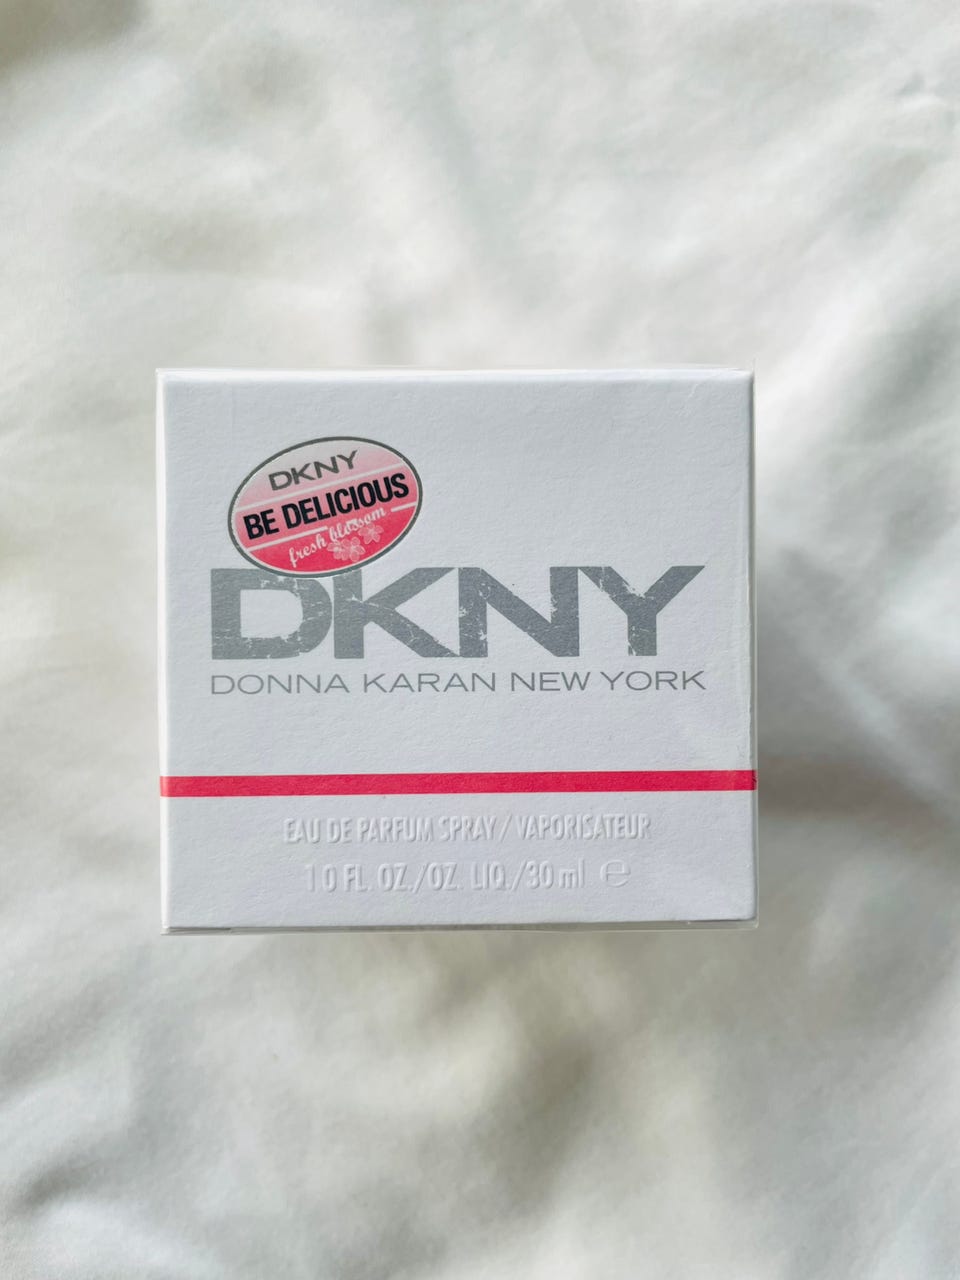 DKNY
BE DELICIOUS
fresh blossom
DKNY
DONNA KARAN NEW YORK
EAU DE PARFUM SPRAY / VAPORISATEUR
1 0 FL. OZ./OZ. LIQ./30 ml ℮